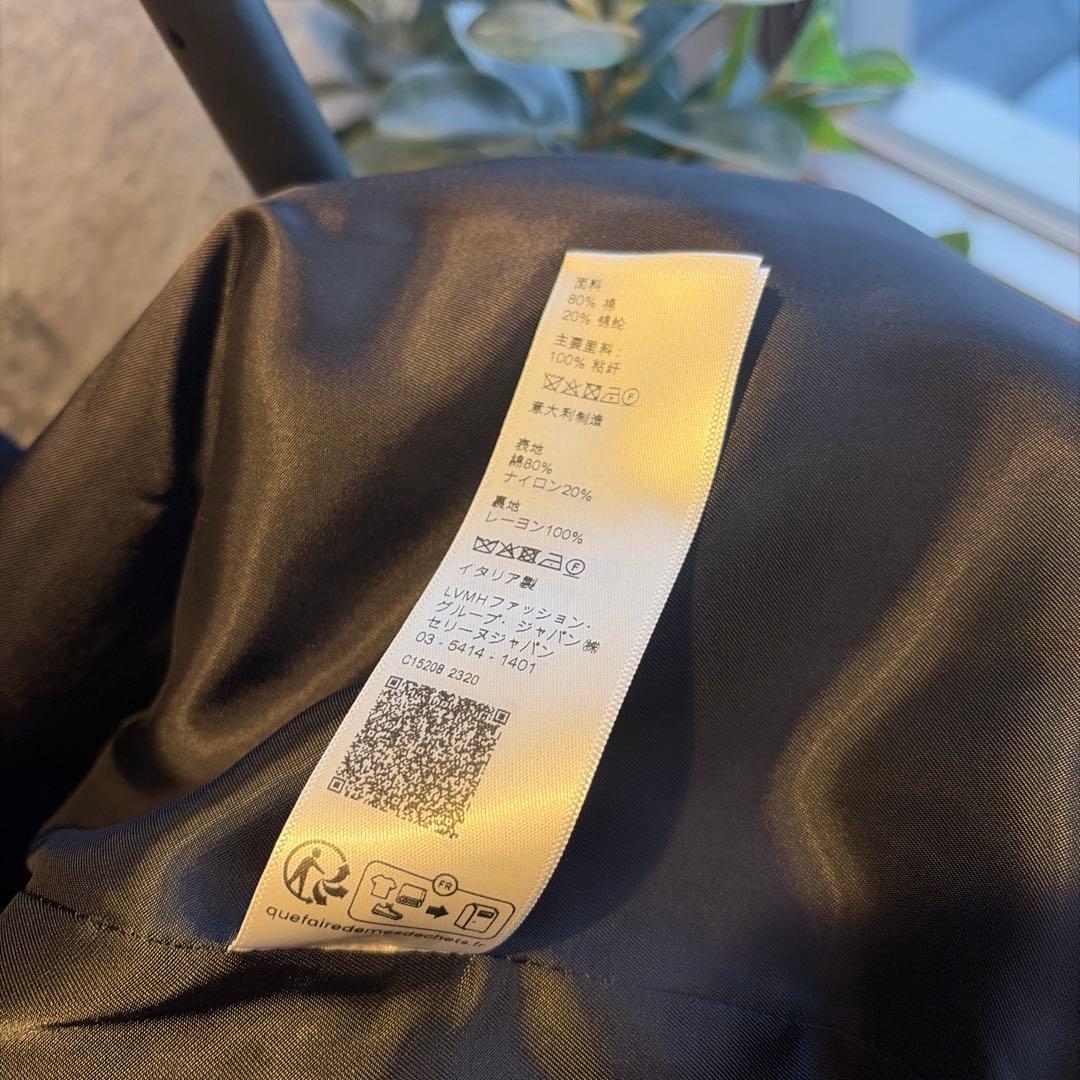 面料
80% 棉
20% 锦纶
主要里料:
100% 粘纤
意大利制造
表地
綿80%
ナイロン20%
裏地
レーヨン100%
イタリア製
LVMHファッション・
グループ・ジャパン㈱
セリーヌジャパン
03 - 5414 - 1401
C15208 2320
FR
quefairedemesdechets.fr